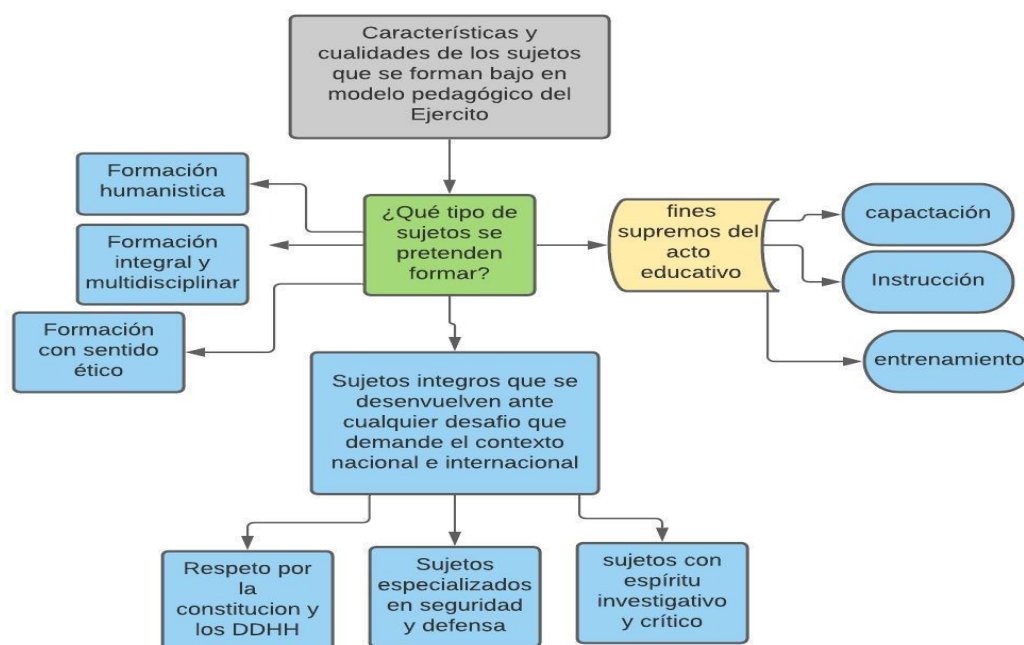 Características y
cualidades de los sujetos
que se forman bajo en
modelo pedagógico del
Ejercito
Formación
humanistica
¿Qué tipo de
sujetos se
pretenden
formar?
fines
supremos del
acto
educativo
capactación
Formación
integral y
multidisciplinar
Instrucción
Formación
con sentido
ético
entrenamiento
Sujetos integros que se
desenvuelven ante
cualquier desafio que
demande el contexto
nacional e internacional
Respeto por
la
constitucion y
los DDHH
Sujetos
especializados
en seguridad
y defensa
sujetos con
espíritu
investigativo
y crítico